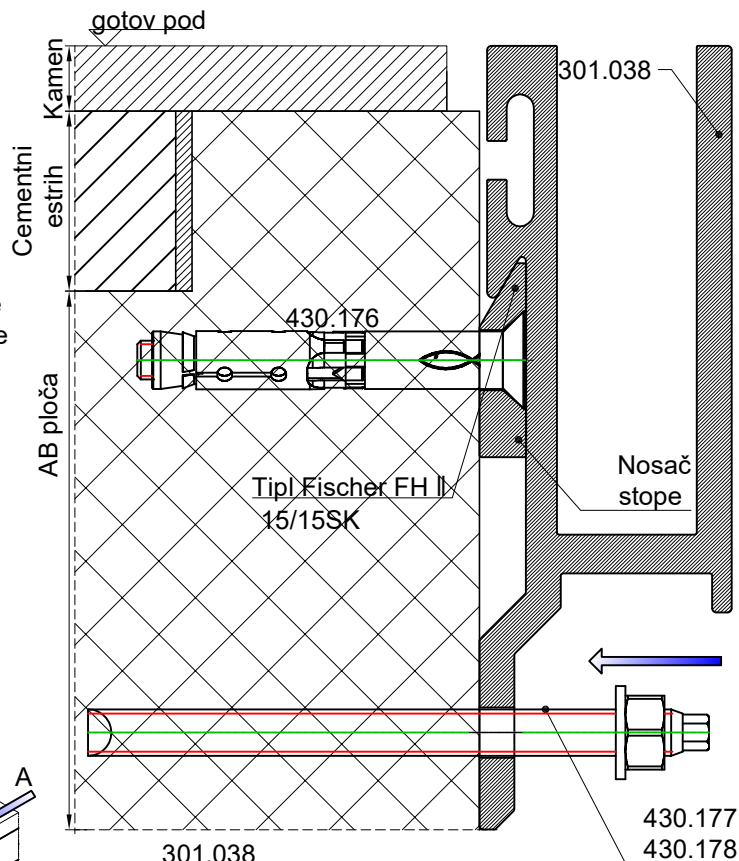 gotov pod
Kamen
301.038
Cementni
estrih
430.176
AB ploča
Tipl Fischer FH II
15/15SK
Nosač
stope
A
430.177
430.178
301.038